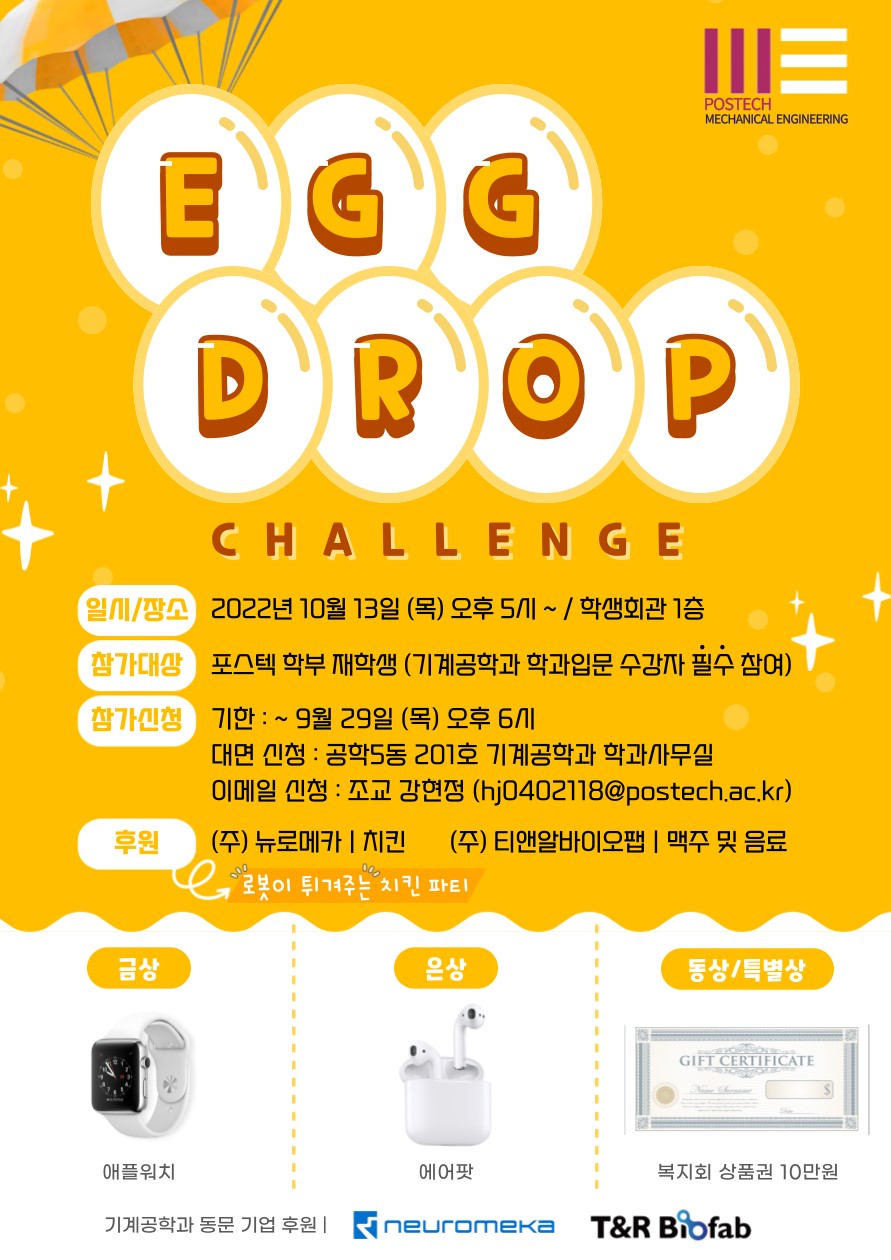 POSTECH
MECHANICAL ENGINEERING
EGG
DROP
CHALLENGE
일시/장소 2022년 10월 13일 (목) 오후 5시 ~ / 학생회관 1층
참가대상 포스텍 학부 재학생 (기계공학과 학과입문 수강자 필수 참여)
참가신청 기한 : ~ 9월 29일 (목) 오후 6시
대면 신청 : 공학5동 201호 기계공학과 학과사무실
이메일 신청 : 조교 강현정 (hj0402118@postech.ac.kr)
후원 (주) 뉴로메카 | 치킨 (주) 티앤알바이오팹 | 맥주 및 음료
로봇이 튀겨주는 치킨 파티
금상 은상 동상/특별상
GIFT CERTIFICATE
Name Surname
$
Date
애플워치 에어팟 복지회 상품권 10만원
기계공학과 동문 기업 후원 | neuromeka T&R Biofab